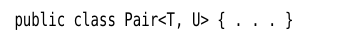 public class Pair<T, U> { . . . }